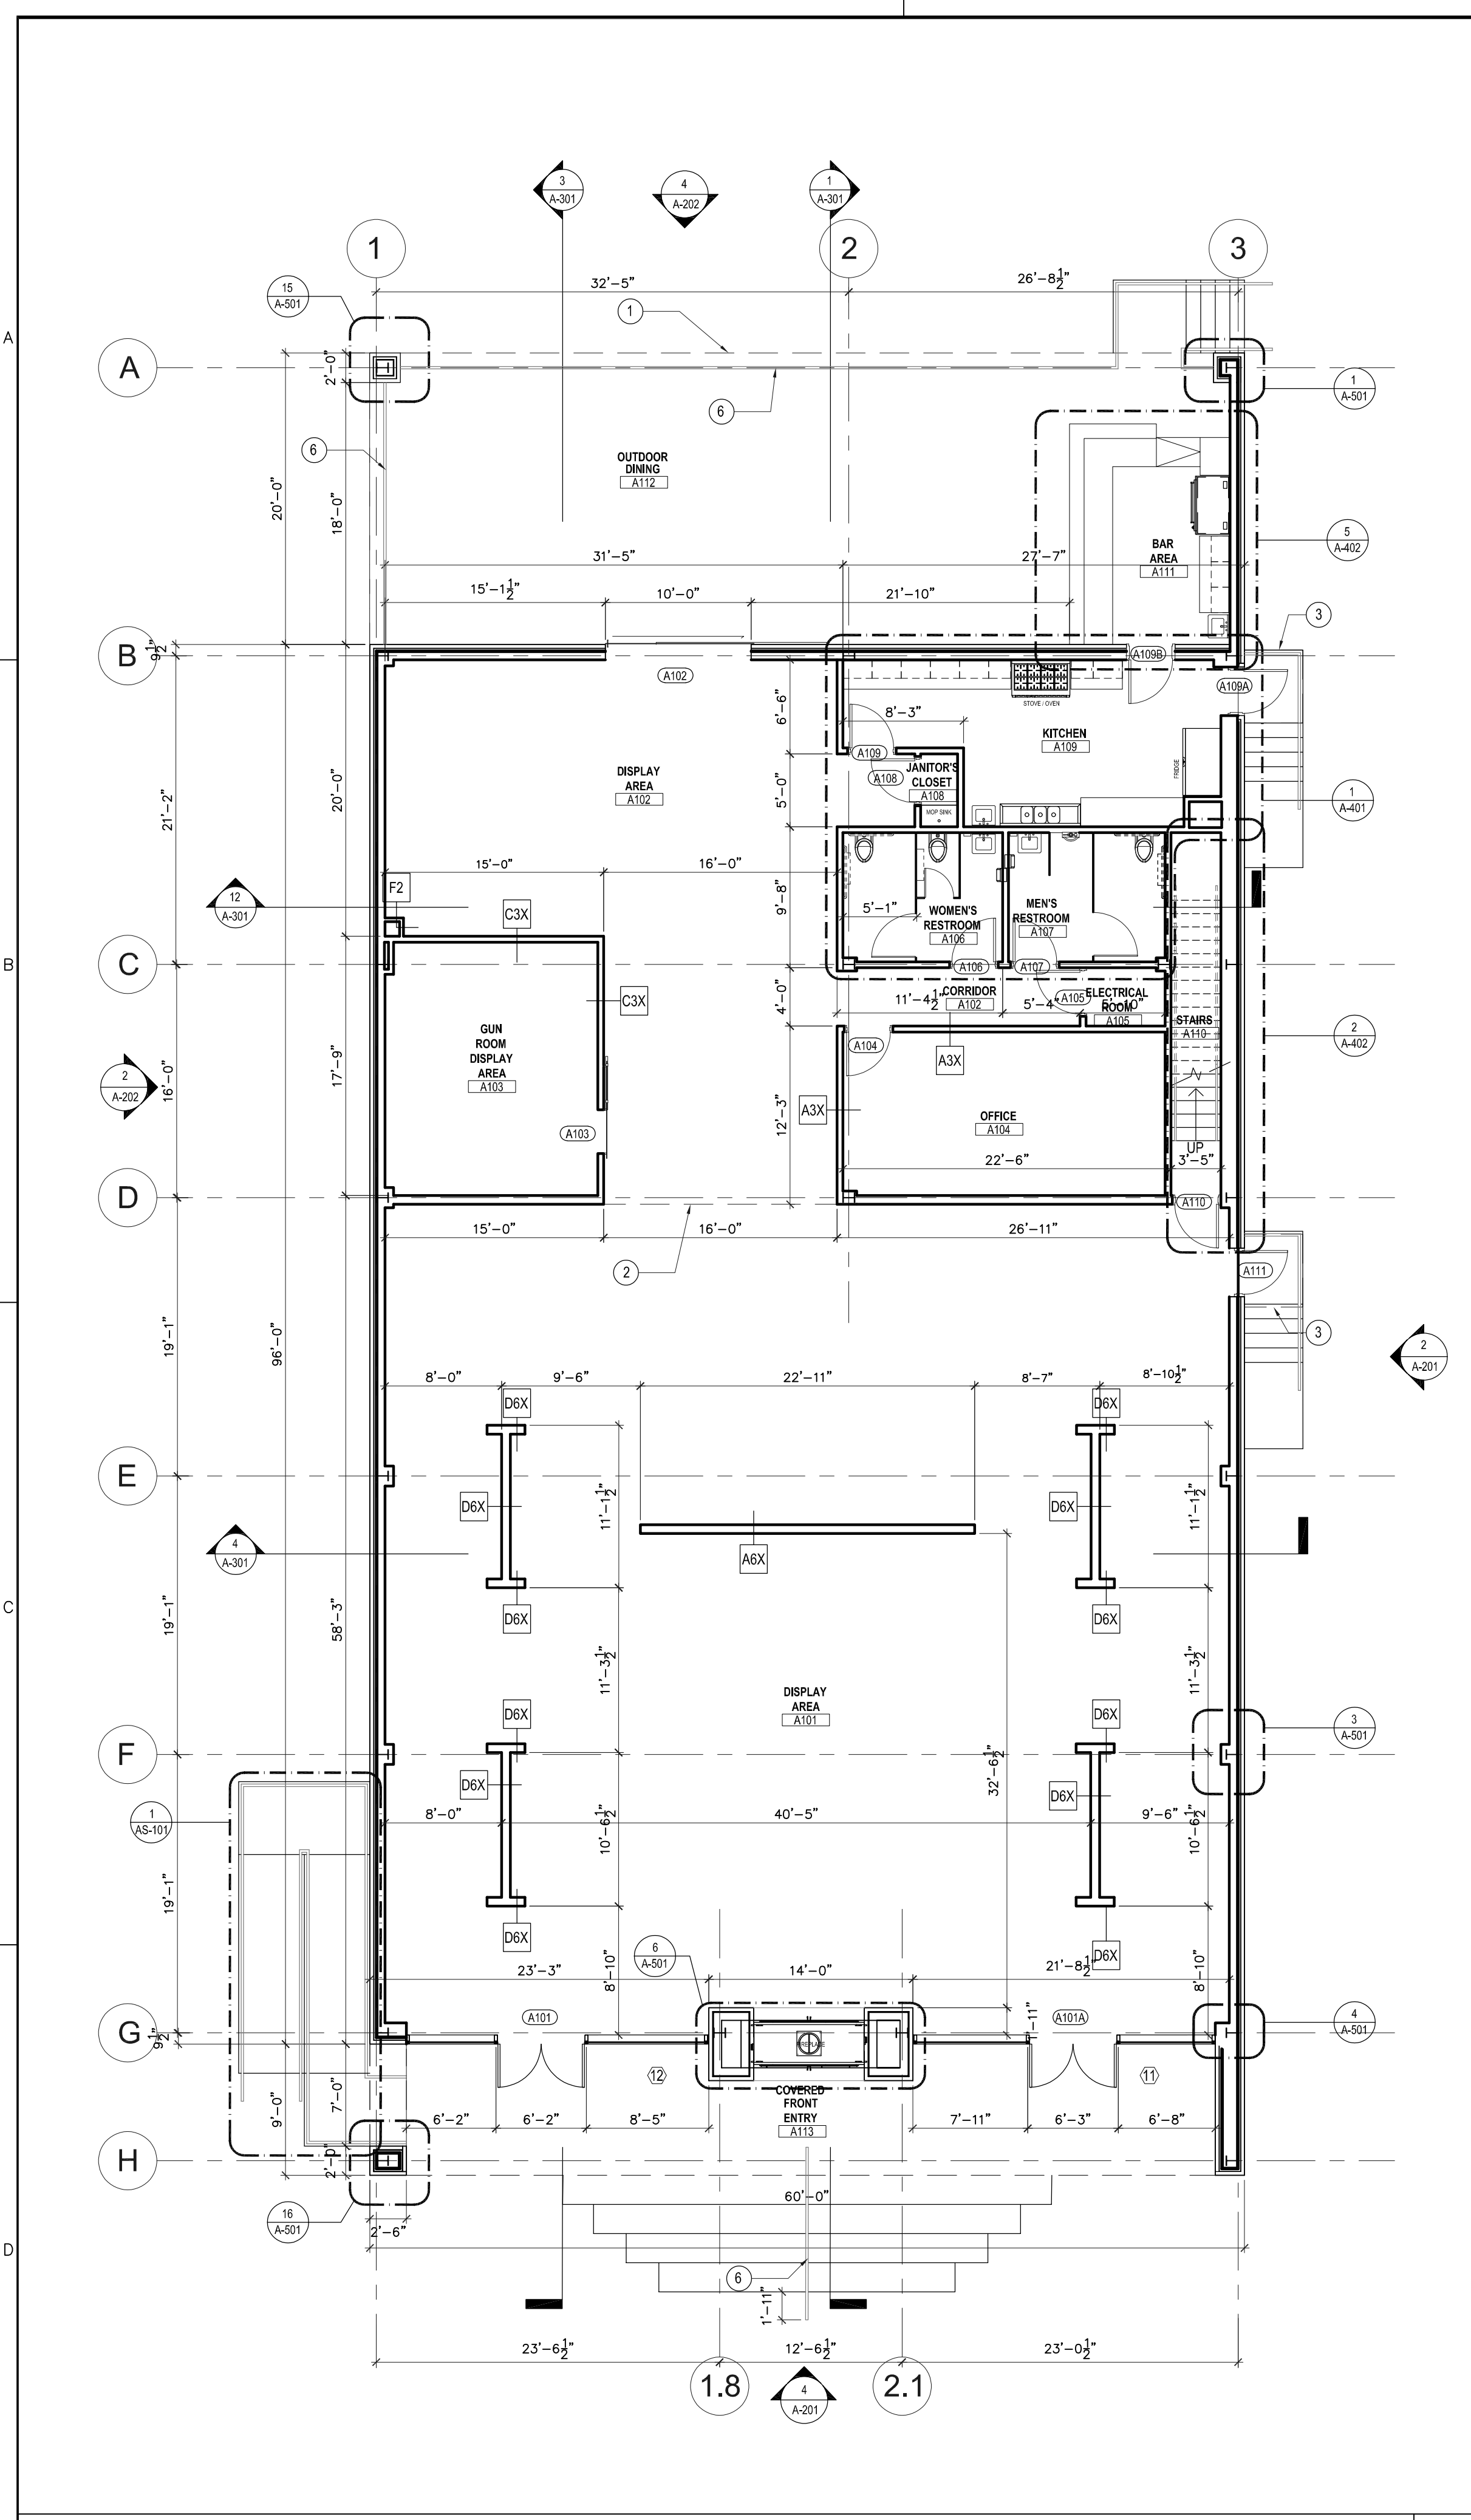 3
A-301
4
A-202
1
A-301
1
2
3
15
A-501
32'-5"
26'-8½"
1
A
A
2'-0"
6
1
A-501
6
OUTDOOR
DINING
A112
20'-0"
18'-0"
BAR
AREA
A111
5
A-402
31'-5"
27'-7"
15'-1½"
10'-0"
21'-10"
3
B
9½"
A109B
A102
A109A
STOVE / OVEN
6'-6"
8'-3"
KITCHEN
A109
A109
FRIDGE
DISPLAY
AREA
A102
A108
JANITOR'S
CLOSET
A108
MOP SINK
5'-0"
1
A-401
21'-2"
20'-0"
15'-0"
16'-0"
F2
12
A-301
C3X
9'-8"
5'-1"
WOMEN'S
RESTROOM
A106
MEN'S
RESTROOM
A107
B
C
A106
A107
C3X
4'-0"
11'-4½"
CORRIDOR
A102
5'-4"
A105
5'-10"
ELECTRICAL
ROOM
A105
STAIRS
A110
2
A-402
GUN
ROOM
DISPLAY
AREA
A103
A104
A3X
2
A-202
16'-0"
17'-9"
A3X
12'-3"
OFFICE
A104
A103
UP
22'-6"
3'-5"
D
A110
15'-0"
16'-0"
26'-11"
2
A111
3
19'-1"
96'-0"
2
A-201
8'-0"
9'-6"
22'-11"
8'-7"
8'-10½"
D6X
D6X
E
D6X
11'-1½"
D6X
11'-1½"
4
A-301
A6X
C
19'-1"
58'-3"
D6X
D6X
11'-3½"
11'-3½"
DISPLAY
AREA
A101
D6X
D6X
3
A-501
F
32'-6½"
D6X
D6X
1
AS-101
8'-0"
40'-5"
9'-6"
10'-6½"
10'-6½"
19'-1"
D6X
D6X
6
A-501
23'-3"
14'-0"
21'-8½"
8'-10"
8'-10"
A101
A101A
1'-11"
4
A-501
G
9½"
FIREPLACE
12
11
9'-0"
7'-0"
COVERED
FRONT
ENTRY
A113
6'-2"
6'-2"
8'-5"
7'-11"
6'-3"
6'-8"
H
2'-0"
60'-0"
16
A-501
2'-6"
D
6
1'-11"
23'-6½"
12'-6½"
23'-0½"
1.8
2.1
4
A-201